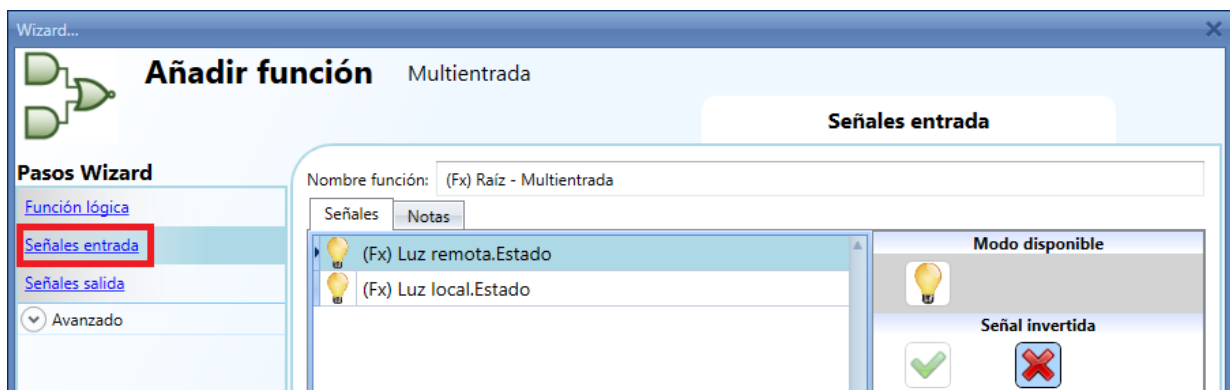 Wizard...
Añadir función Multientrada
Señales entrada
Pasos Wizard
Función lógica
Señales entrada
Señales salida
Avanzado
Nombre función: (Fx) Raíz - Multientrada
Señales Notas
(Fx) Luz remota.Estado
(Fx) Luz local.Estado
Modo disponible
Señal invertida